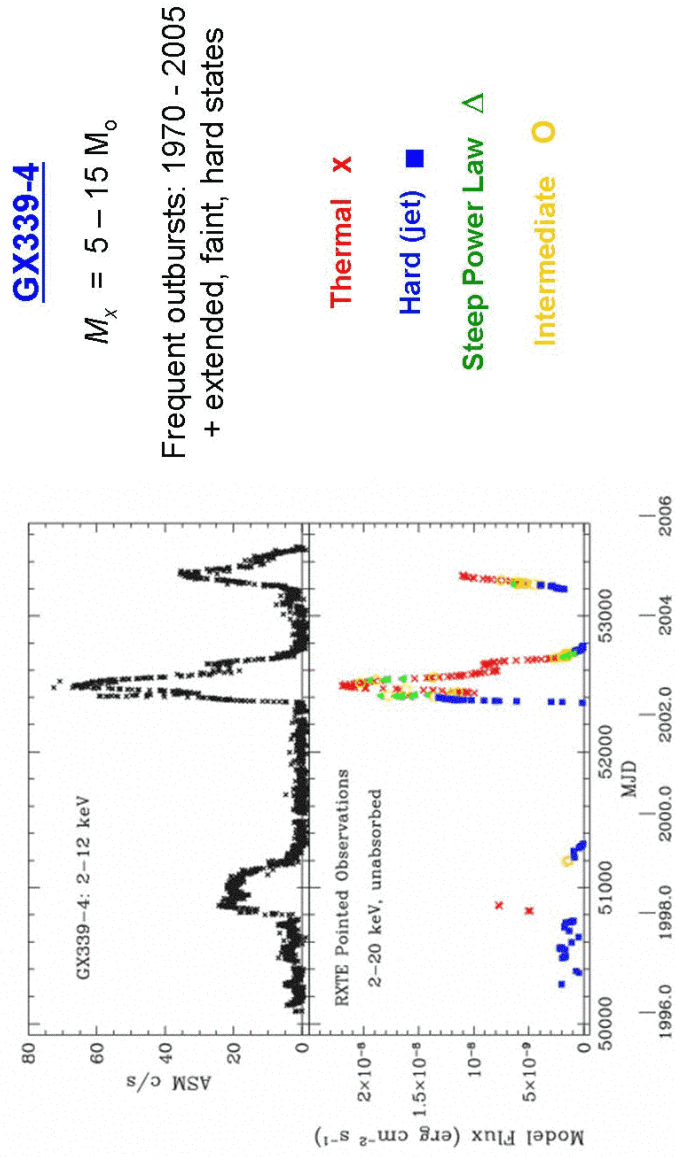 GX339-4
Mx = 5 – 15 Mo
Frequent outbursts: 1970 - 2005
+ extended, faint, hard states
Thermal x
Hard (jet) ■
Steep Power Law △
Intermediate O
GX339-4: 2-12 keV
ASM c/s
0
20
40
60
80
RXTE Pointed Observations
2-20 keV, unabsorbed
Model Flux (erg cm⁻² s⁻¹)
0
5×10⁻⁹
10⁻⁸
1.5×10⁻⁸
2×10⁻⁸
50000
51000
52000
53000
MJD
1996.0
1998.0
2000.0
2002.0
2004
2006